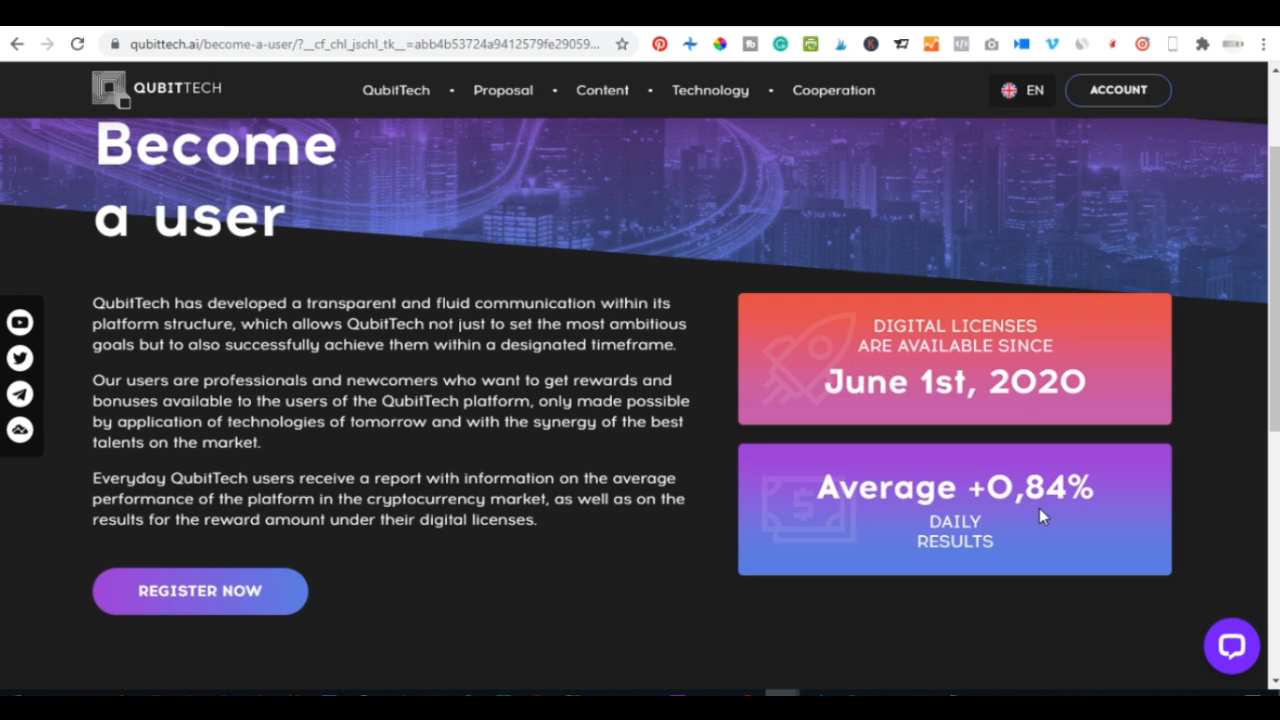 qubittech.ai/become-a-user/?__cf_chl_jschl_tk__=abb4b53724a9412579fe29059...
QUBITTECH
QubitTech • Proposal • Content • Technology • Cooperation
EN
ACCOUNT
Become
a user
QubitTech has developed a transparent and fluid communication within its
platform structure, which allows QubitTech not just to set the most ambitious
goals but to also successfully achieve them within a designated timeframe.
Our users are professionals and newcomers who want to get rewards and
bonuses available to the users of the QubitTech platform, only made possible
by application of technologies of tomorrow and with the synergy of the best
talents on the market.
Everyday QubitTech users receive a report with information on the average
performance of the platform in the cryptocurrency market, as well as on the
results for the reward amount under their digital licenses.
REGISTER NOW
DIGITAL LICENSES
ARE AVAILABLE SINCE
June 1st, 2020
Average +0,84%
DAILY
RESULTS